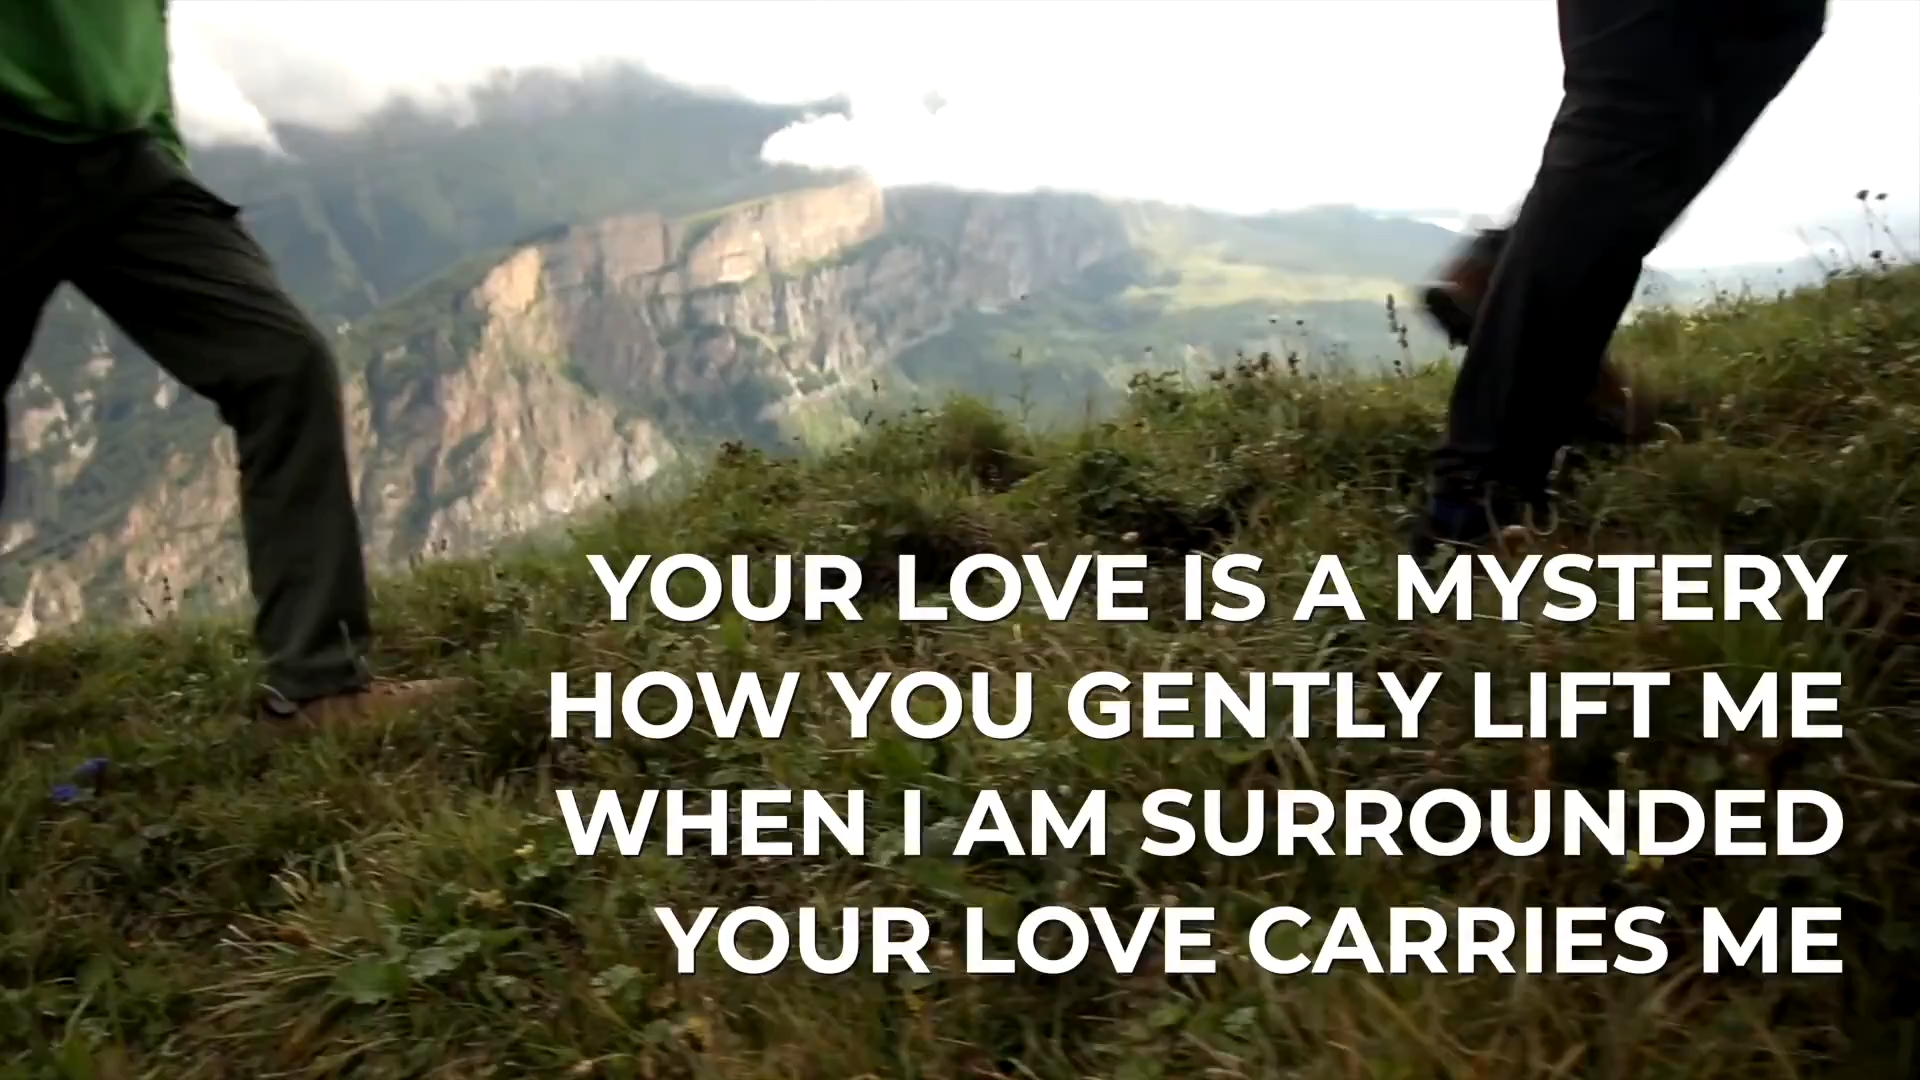 YOUR LOVE IS A MYSTERY
HOW YOU GENTLY LIFT ME
WHEN I AM SURROUNDED
YOUR LOVE CARRIES ME